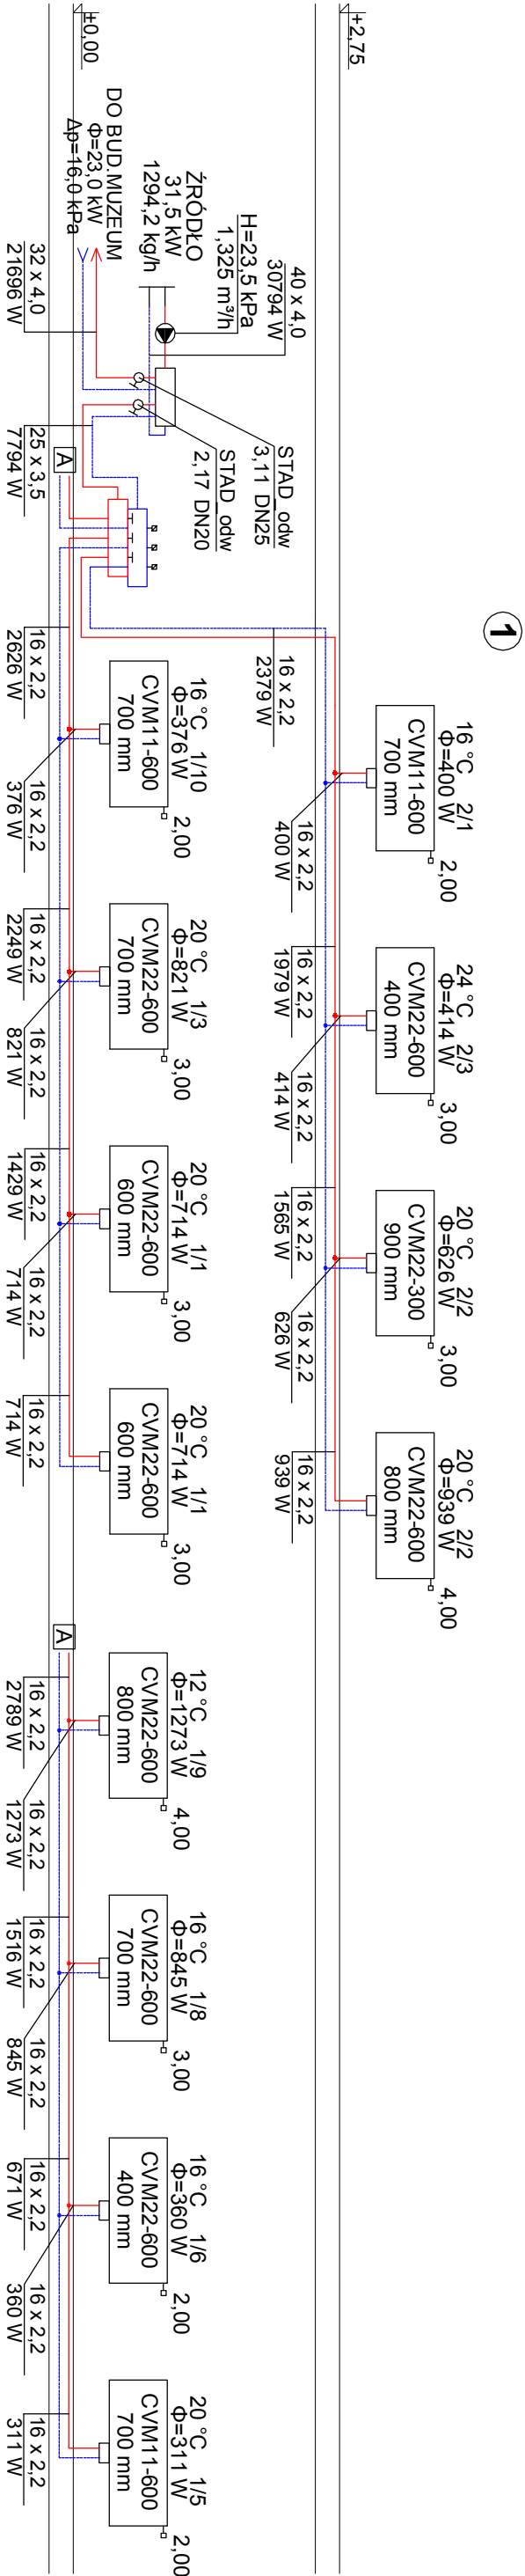 1
+2,75
16 °C 2/1
Φ=400 W
CVM11-600
700 mm
2,00
24 °C 2/3
Φ=414 W
CVM22-600
400 mm
3,00
20 °C 2/2
Φ=626 W
CVM22-300
900 mm
3,00
20 °C 2/2
Φ=939 W
CVM22-600
800 mm
4,00
16 x 2,2
2379 W
16 x 2,2
400 W
16 x 2,2
1979 W
16 x 2,2
414 W
16 x 2,2
1565 W
16 x 2,2
626 W
16 x 2,2
939 W
40 x 4,0
30794 W
H=23,5 kPa
1,325 m³/h
ŹRÓDŁO
31,5 kW
1294,2 kg/h
STAD_odw
3,11 DN25
STAD_odw
2,17 DN20
DO BUD.MUZEUM
Φ=23,0 kW
Δp=16,0 kPa
±0,00
32 x 4,0
21696 W
25 x 3,5
7794 W
A
16 °C 1/10
Φ=376 W
CVM11-600
700 mm
2,00
20 °C 1/3
Φ=821 W
CVM22-600
700 mm
3,00
20 °C 1/1
Φ=714 W
CVM22-600
600 mm
3,00
20 °C 1/1
Φ=714 W
CVM22-600
600 mm
3,00
12 °C 1/9
Φ=1273 W
CVM22-600
800 mm
4,00
16 °C 1/8
Φ=845 W
CVM22-600
700 mm
3,00
16 °C 1/6
Φ=360 W
CVM22-600
400 mm
2,00
20 °C 1/5
Φ=311 W
CVM11-600
700 mm
2,00
16 x 2,2
2626 W
16 x 2,2
376 W
16 x 2,2
2249 W
16 x 2,2
821 W
16 x 2,2
1429 W
16 x 2,2
714 W
16 x 2,2
714 W
A
16 x 2,2
2789 W
16 x 2,2
1273 W
16 x 2,2
1516 W
16 x 2,2
845 W
16 x 2,2
671 W
16 x 2,2
360 W
16 x 2,2
311 W